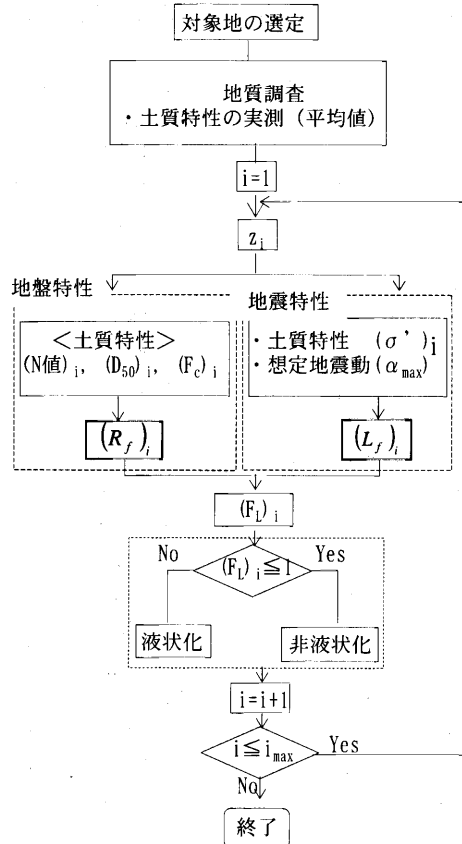 対象地の選定
地質調査
・土質特性の実測（平均値）
i=1
z_i
地盤特性
地震特性
＜土質特性＞
(N値)_i, (D_50)_i, (F_c)_i
・土質特性 (σ')_i
・想定地震動(α_max)
(R_f)_i
(L_f)_i
(F_L)_i
No
(F_L)_i≦1
Yes
液状化
非液状化
i=i+1
i≦i_max
Yes
No
終了